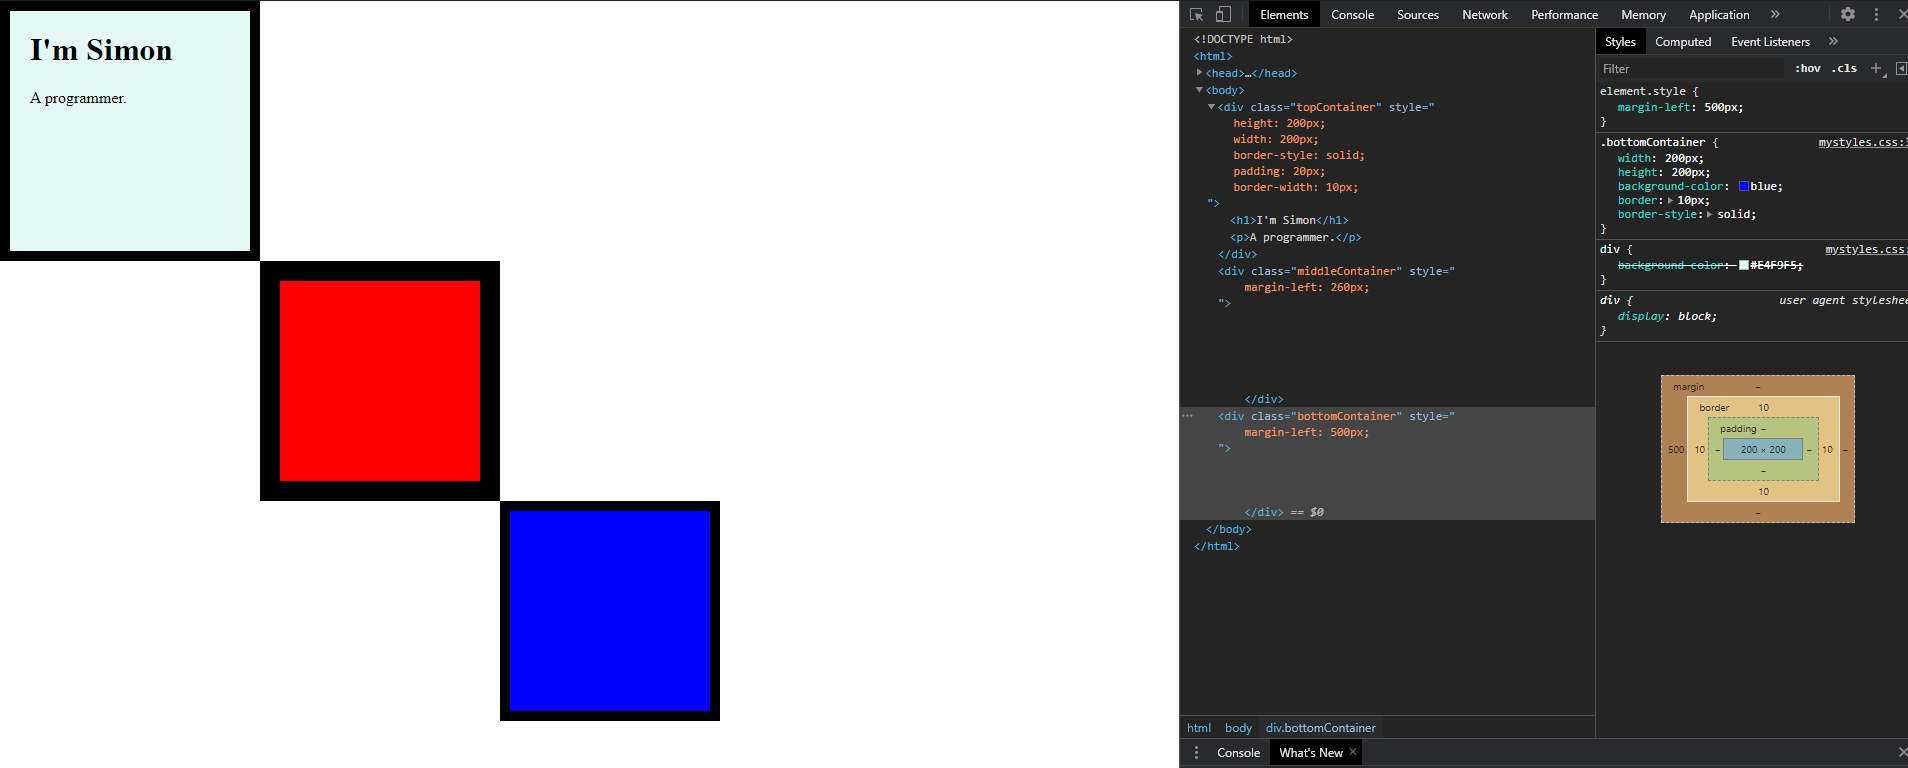 I'm Simon
A programmer.
Elements Console Sources Network Performance Memory Application »
<!DOCTYPE html>
<html>
<head>…</head>
<body>
<div class="topContainer" style="
height: 200px;
width: 200px;
border-style: solid;
padding: 20px;
border-width: 10px;
">
<h1>I'm Simon</h1>
<p>A programmer.</p>
</div>
<div class="middleContainer" style="
margin-left: 260px;
">
</div>
<div class="bottomContainer" style="
margin-left: 500px;
">
</div> == $0
</body>
</html>
html body div.bottomContainer
Styles Computed Event Listeners »
Filter :hov .cls +
element.style {
margin-left: 500px;
}
.bottomContainer { mystyles.css:3
width: 200px;
height: 200px;
background-color: blue;
border: 10px;
border-style: solid;
}
div { mystyles.css:
background-color: #E4F9F5;
}
div { user agent styleshee
display: block;
}
margin –
border 10
padding –
500 10 – 200 × 200 – 10 –
–
10
–
Console What's New ×